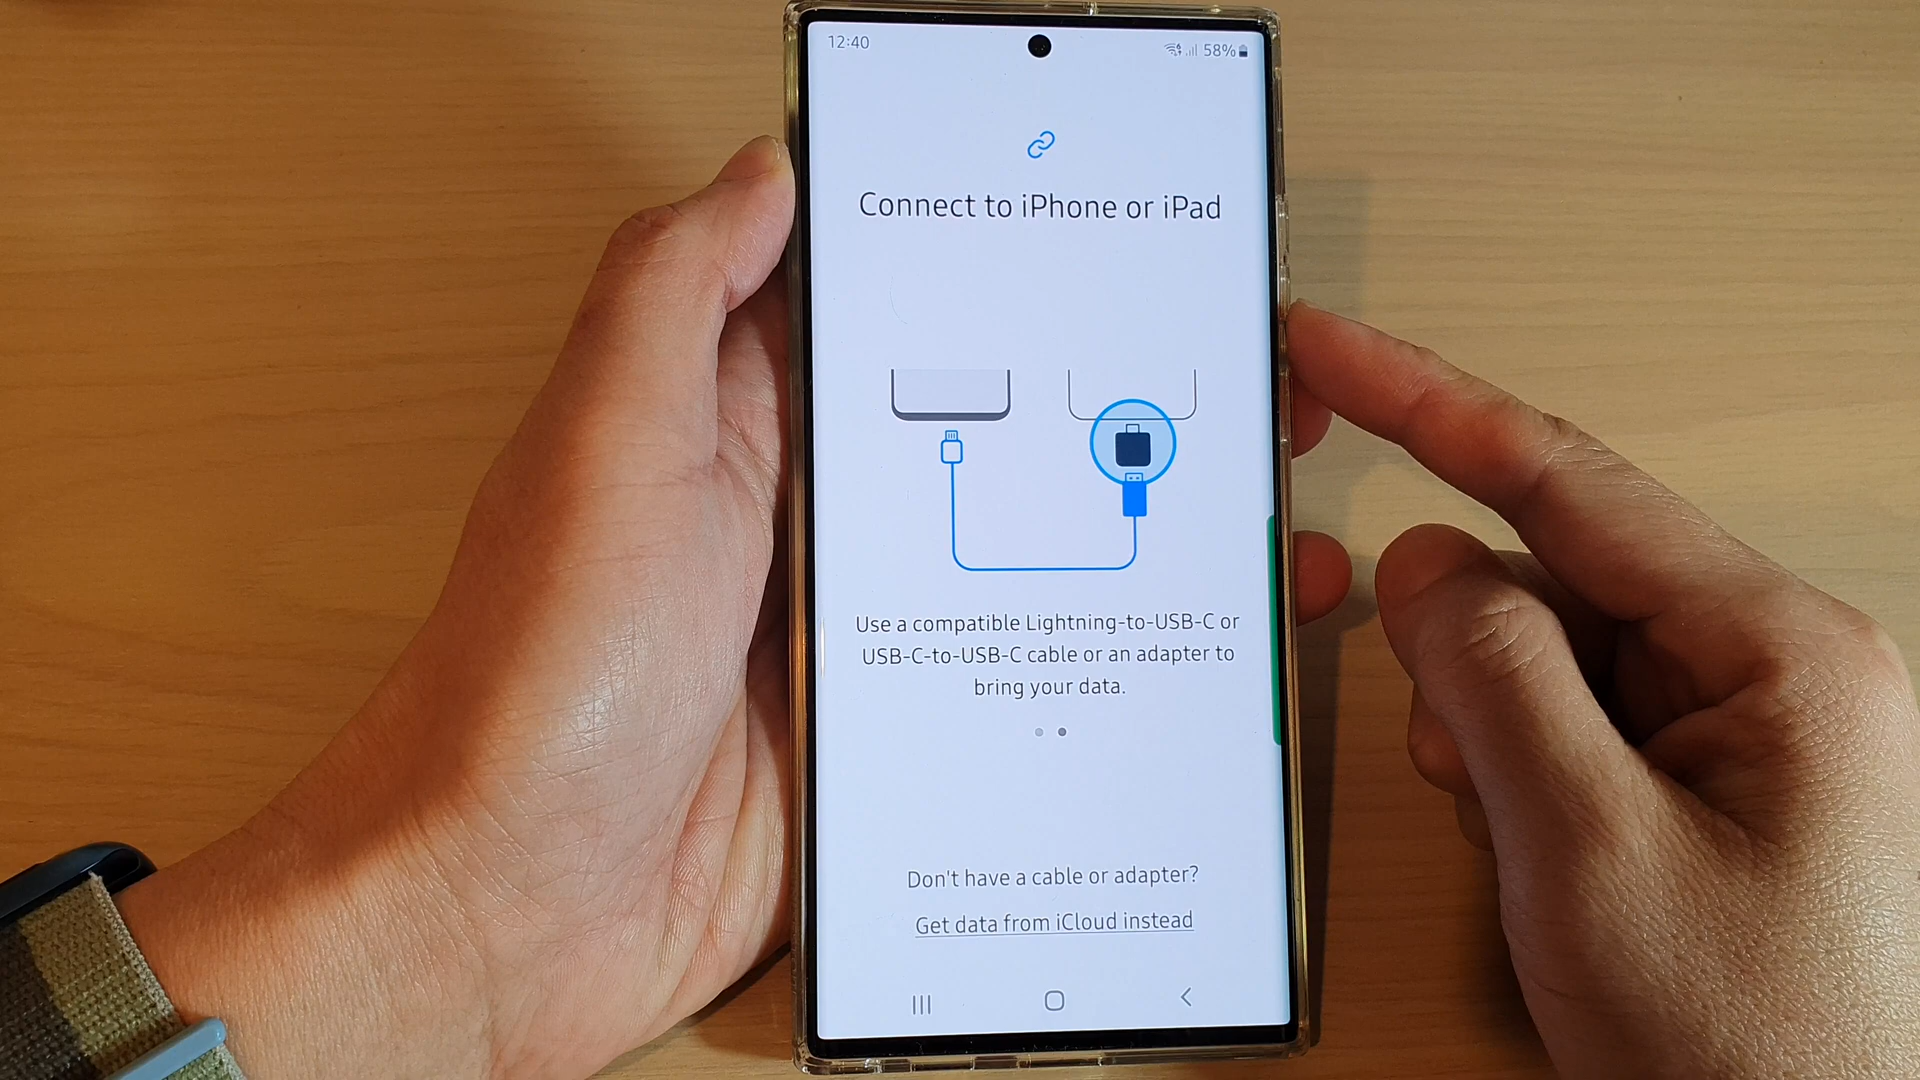 12:40
58%
Connect to iPhone or iPad
Use a compatible Lightning-to-USB-C or
USB-C-to-USB-C cable or an adapter to
bring your data.
Don't have a cable or adapter?
Get data from iCloud instead